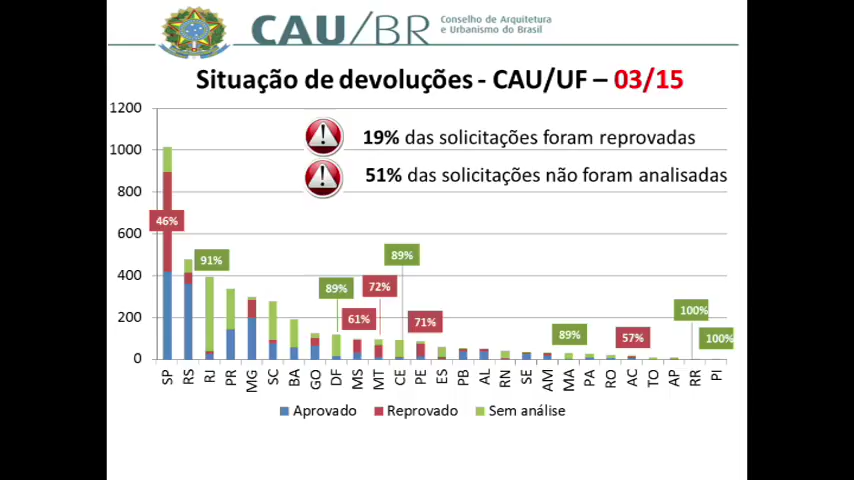 CAU/BR
Conselho de Arquitetura
e Urbanismo do Brasil
Situação de devoluções - CAU/UF – 03/15
1200
19% das solicitações foram reprovadas
1000
51% das solicitações não foram analisadas
800
600
400
200
0
46%
91%
89%
61%
72%
89%
71%
89%
57%
100%
100%
SP RS RJ PR MG SC BA GO DF MS MT CE PE ES PB AL RN SE AM MA PA RO AC TO AP RR PI
Aprovado Reprovado Sem análise